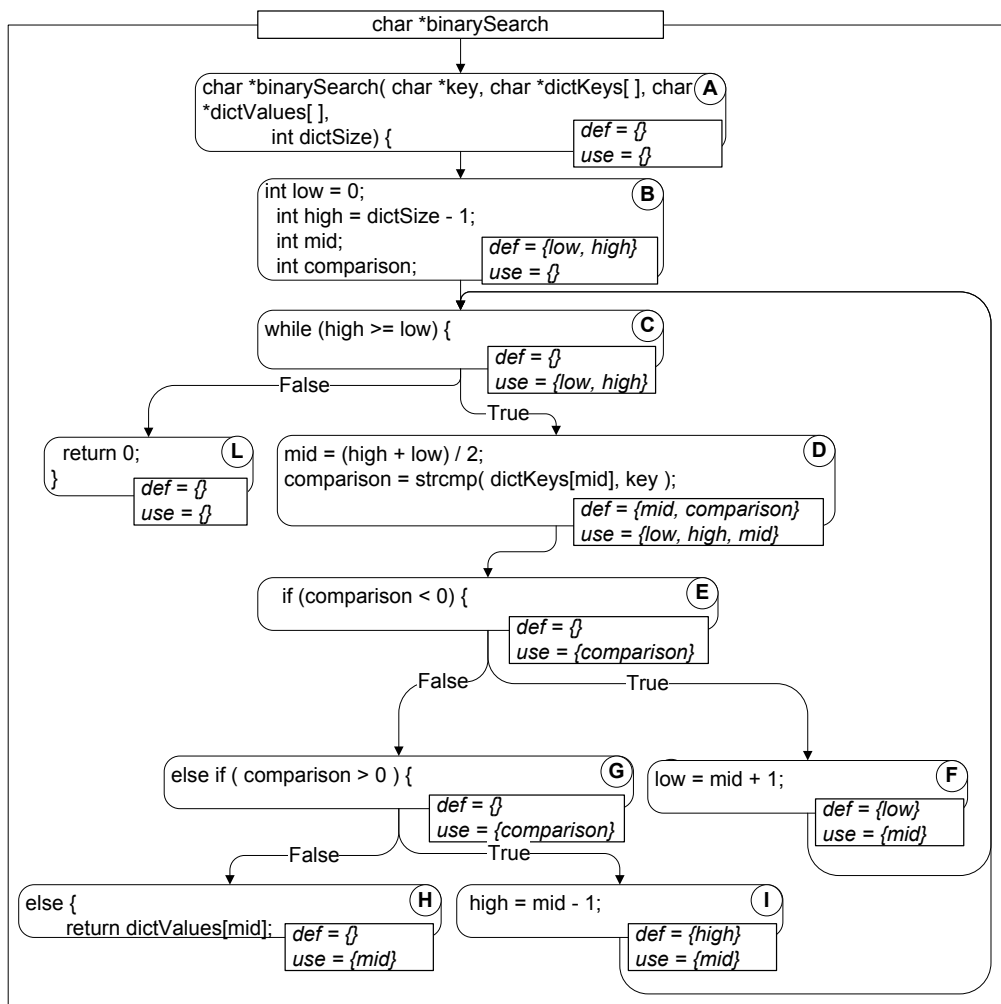 char *binarySearch
char *binarySearch( char *key, char *dictKeys[ ], char
*dictValues[ ],
int dictSize) {
A
def = {}
use = {}
int low = 0;
int high = dictSize - 1;
int mid;
int comparison;
B
def = {low, high}
use = {}
while (high >= low) {
C
def = {}
use = {low, high}
False
True
return 0;
}
L
def = {}
use = {}
mid = (high + low) / 2;
comparison = strcmp( dictKeys[mid], key );
D
def = {mid, comparison}
use = {low, high, mid}
if (comparison < 0) {
E
def = {}
use = {comparison}
False
True
else if ( comparison > 0 ) {
G
def = {}
use = {comparison}
low = mid + 1;
F
def = {low}
use = {mid}
False
True
else {
return dictValues[mid];
H
def = {}
use = {mid}
high = mid - 1;
I
def = {high}
use = {mid}